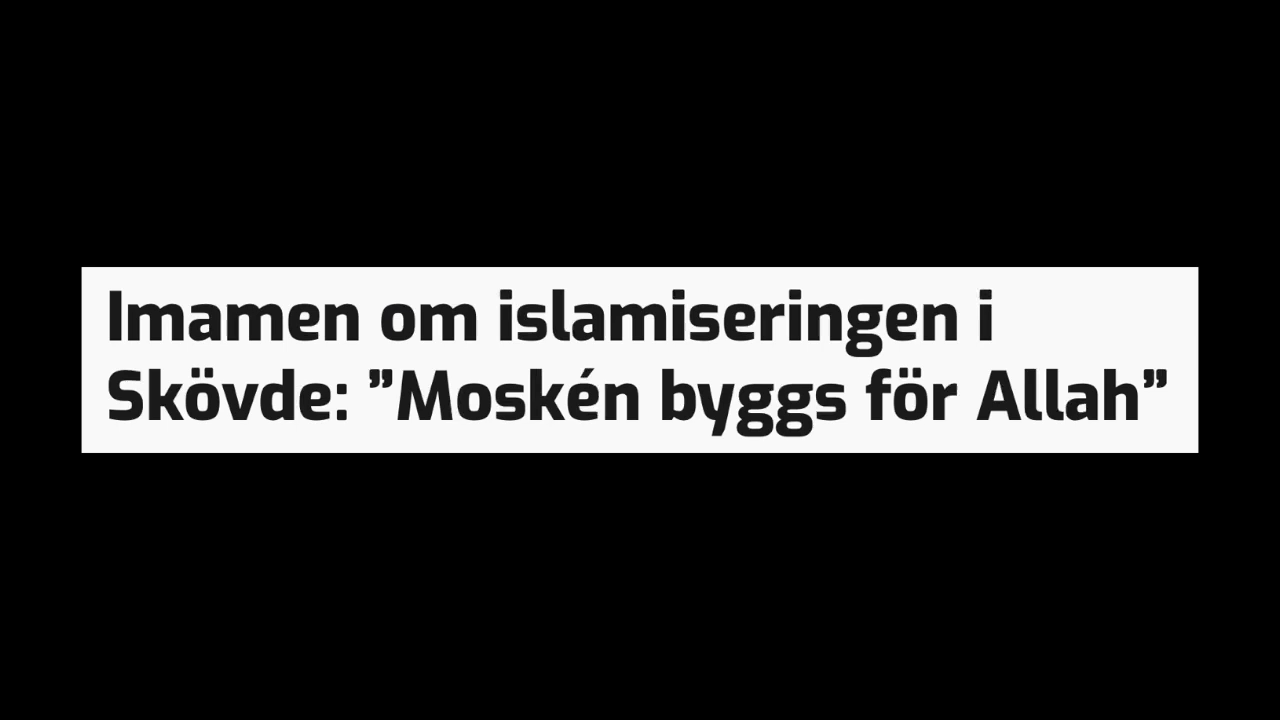 Imamen om islamiseringen i
Skövde: ”Moskén byggs för Allah”